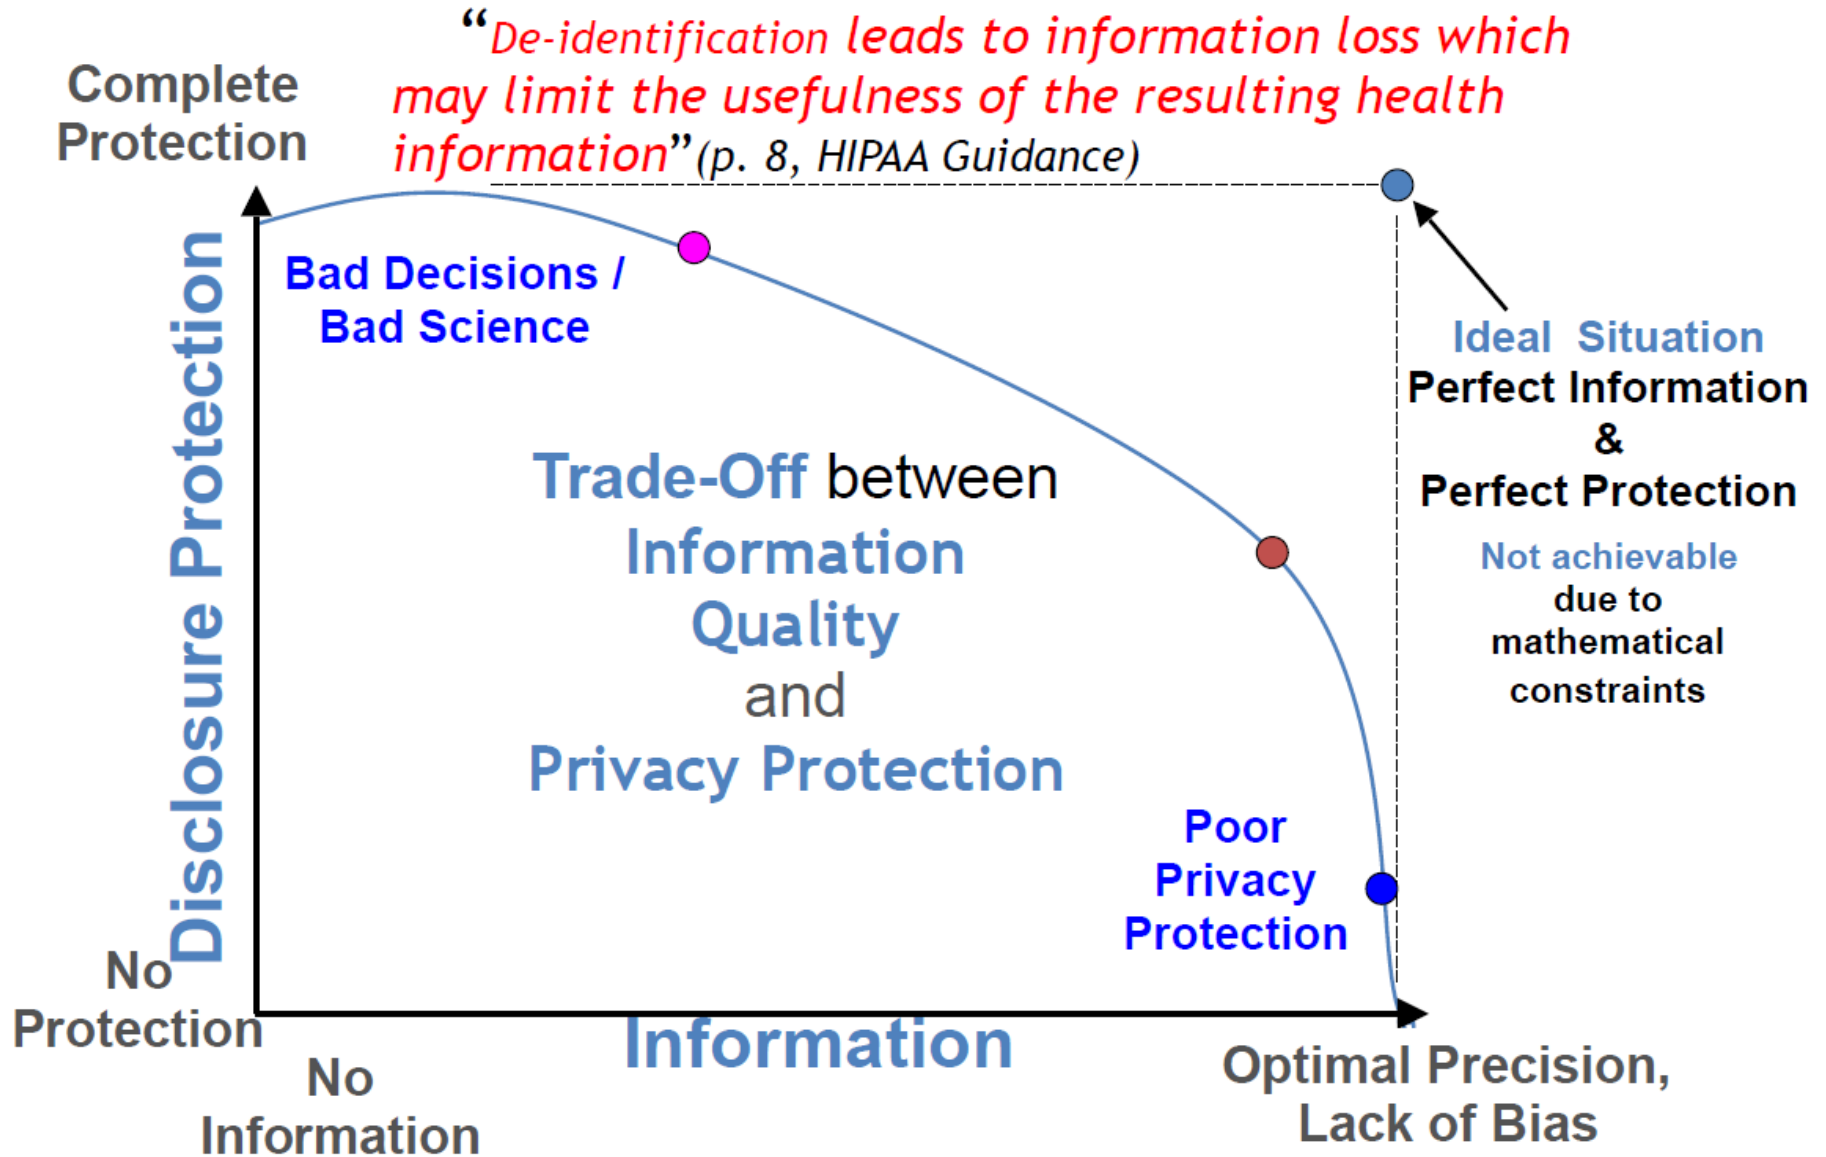 “De-identification leads to information loss which
may limit the usefulness of the resulting health
information”(p. 8, HIPAA Guidance)
Complete
Protection
Disclosure Protection
Bad Decisions /
Bad Science
Ideal Situation
Perfect Information
&
Perfect Protection
Not achievable
due to
mathematical
constraints
Trade-Off between
Information
Quality
and
Privacy Protection
Poor
Privacy
Protection
No
Protection
No
Information
Information
Optimal Precision,
Lack of Bias